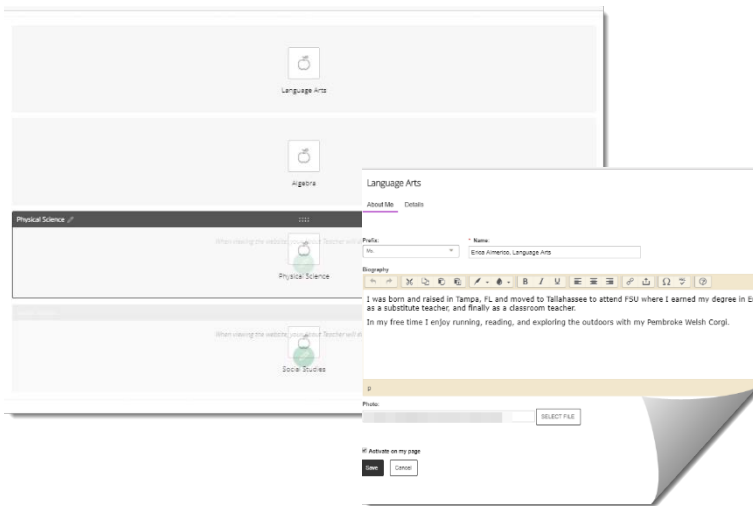 Language Arts
Algebra
Physical Science
When viewing the website, your About Teacher will
Physical Science
When viewing the website, your About Teacher will
Social Studies
Language Arts
About Me Details
Prefix: * Name:
Erica Almerico, Language Arts
Biography
B I U
I was born and raised in Tampa, FL and moved to Tallahassee to attend FSU where I earned my degree in
as a substitute teacher, and finally as a classroom teacher.
In my free time I enjoy running, reading, and exploring the outdoors with my Pembroke Welsh Corgi.
p
Photo:
SELECT FILE
Activate on my page
Save Cancel